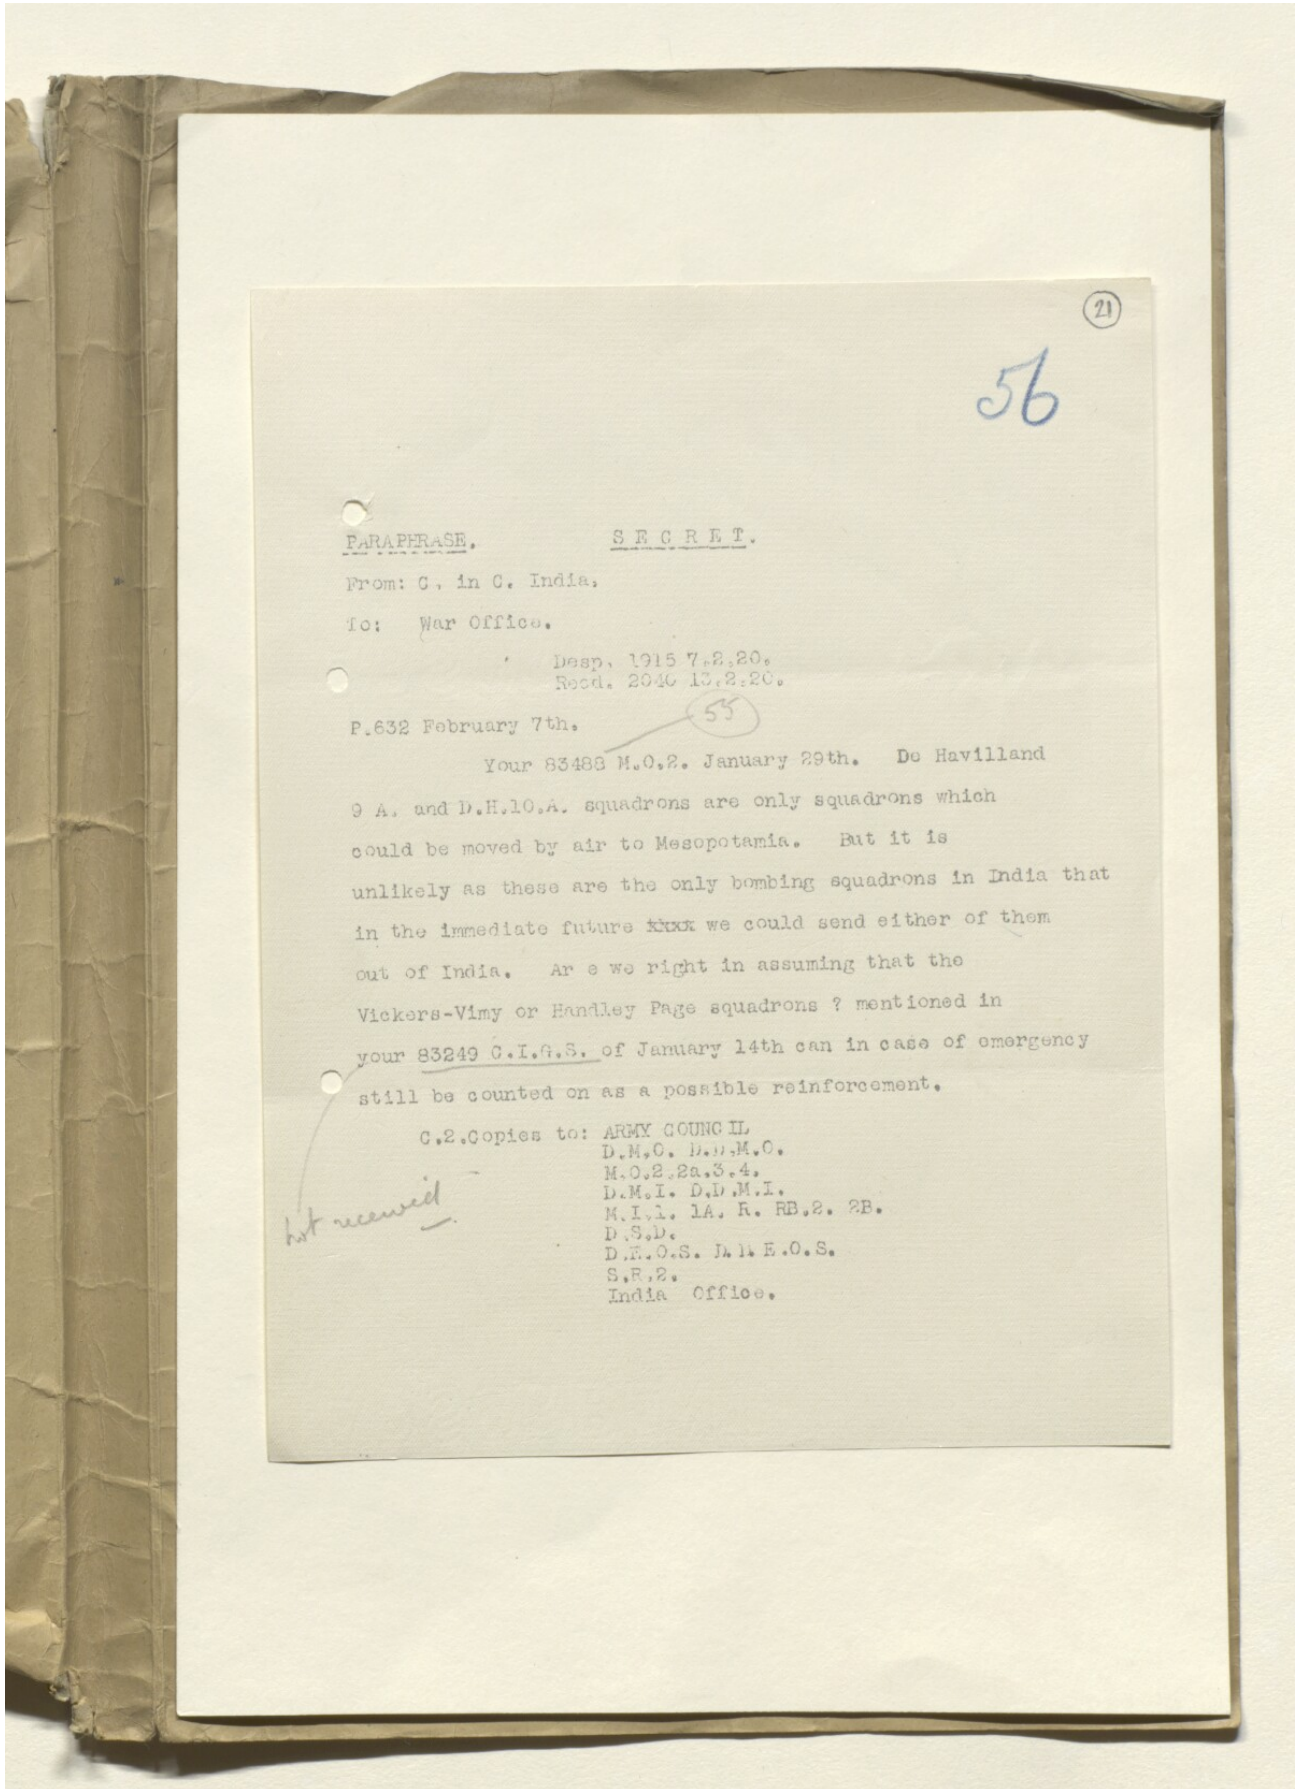 21
56
PARAPHRASE. S E C R E T.
From: C. in C. India.
To: War Office.
Desp. 1915 7.2.20.
Recd. 2040 13.2.20.
55
P.632 February 7th.
Your 83488 M.O.2. January 29th. De Havilland
9 A. and D.H.10.A. squadrons are only squadrons which
could be moved by air to Mesopotamia. But it is
unlikely as these are the only bombing squadrons in India that
in the immediate future xxxx we could send either of them
out of India. Ar e we right in assuming that the
Vickers-Vimy or Handley Page squadrons ? mentioned in
your 83249 C.I.G.S. of January 14th can in case of emergency
still be counted on as a possible reinforcement.
C.2.Copies to: ARMY COUNCIL
D.M.O. D.D.M.O.
M.O.2.2a.3.4.
D.M.I. D.D.M.I.
M.I.1. 1A. R. RB.2. 2B.
not received
D.S.D.
D.E.O.S. D.D E.O.S.
S.R.2.
India Office.